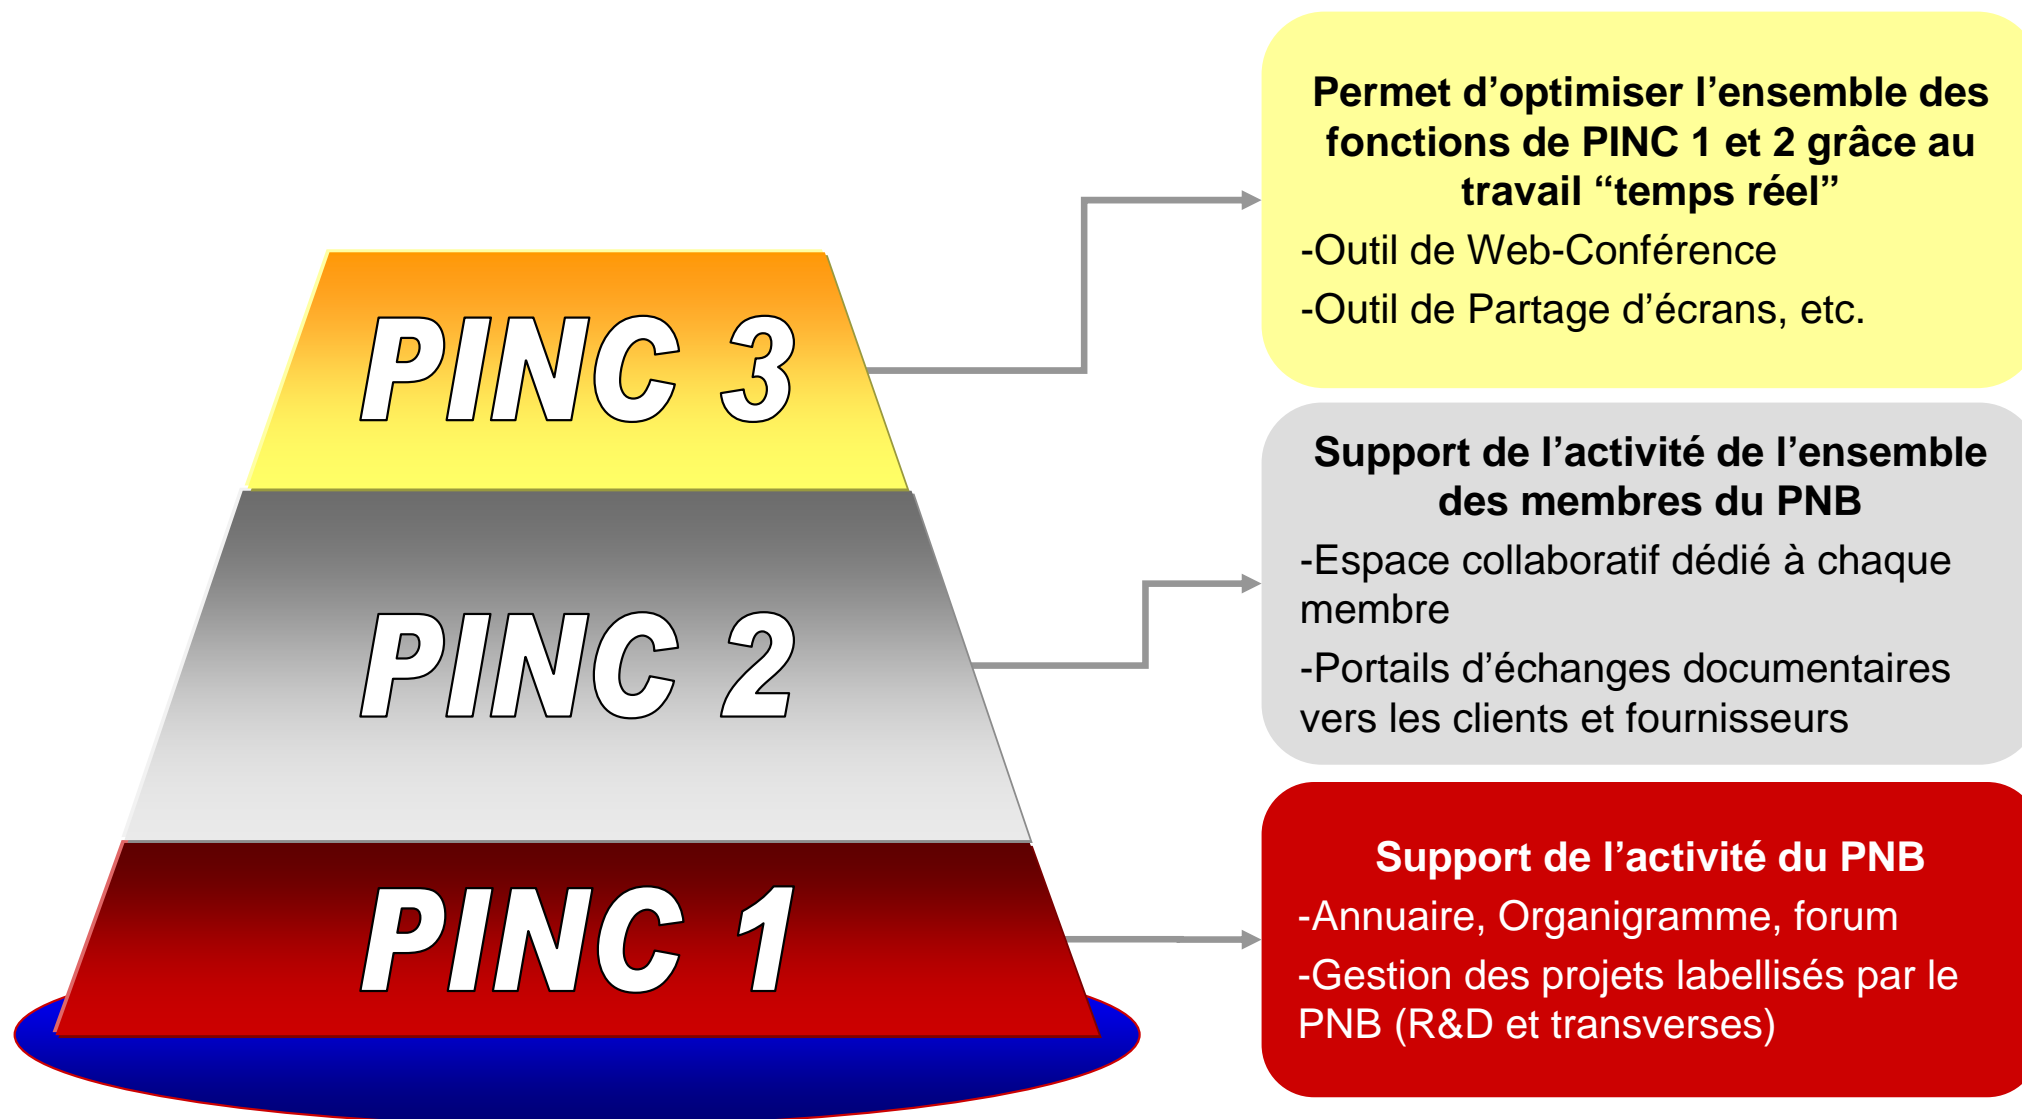 PINC 3
Permet d’optimiser l’ensemble des
fonctions de PINC 1 et 2 grâce au
travail “temps réel”
-Outil de Web-Conférence
-Outil de Partage d’écrans, etc.
PINC 2
Support de l’activité de l’ensemble
des membres du PNB
-Espace collaboratif dédié à chaque
membre
-Portails d’échanges documentaires
vers les clients et fournisseurs
PINC 1
Support de l’activité du PNB
-Annuaire, Organigramme, forum
-Gestion des projets labellisés par le
PNB (R&D et transverses)